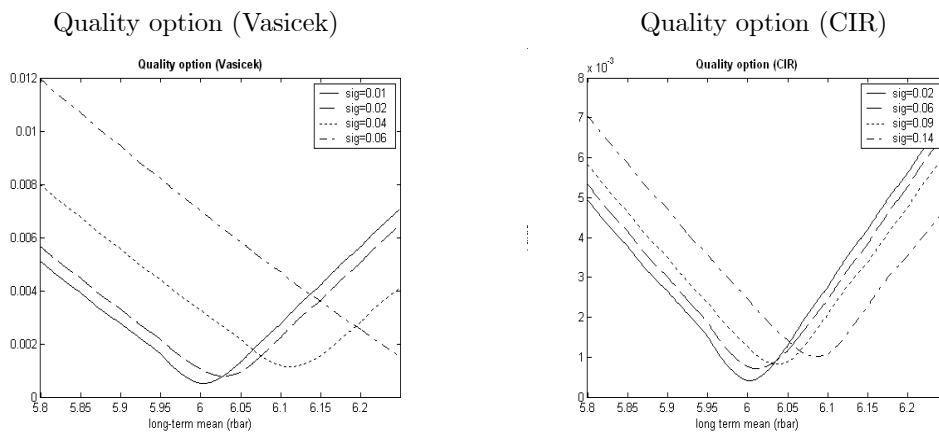 Quality option (Vasicek)
Quality option (Vasicek)
0.012
0.01
0.008
0.006
0.004
0.002
0
sig=0.01
sig=0.02
sig=0.04
sig=0.06
5.8 5.85 5.9 5.95 6 6.05 6.1 6.15 6.2
long-term mean (rbar)
Quality option (CIR)
Quality option (CIR)
x 10⁻³
8
7
6
5
4
3
2
1
0
sig=0.02
sig=0.06
sig=0.09
sig=0.14
5.8 5.85 5.9 5.95 6 6.05 6.1 6.15 6.2
long term mean (rbar)